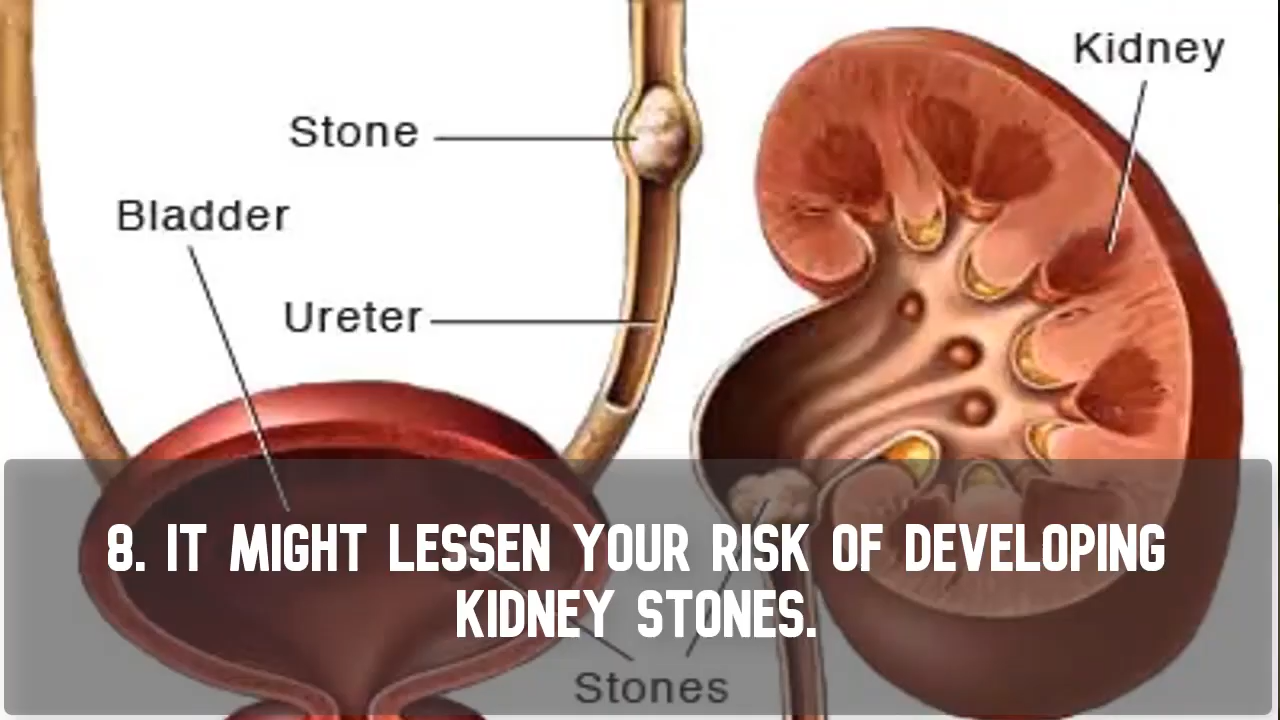 Kidney
Stone
Bladder
Ureter
8. IT MIGHT LESSEN YOUR RISK OF DEVELOPING
KIDNEY STONES.
Stones